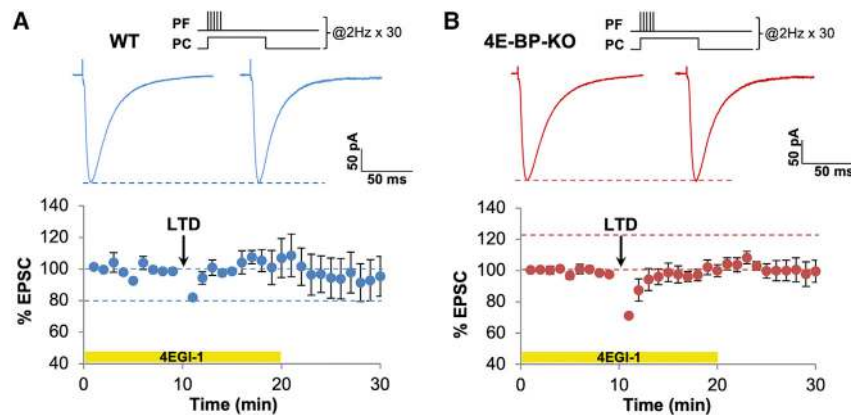 A
WT
PF
PC
@2Hz x 30
50 pA
50 ms
% EPSC
140
120
100
80
60
40
LTD
4EGI-1
0
10
20
30
Time (min)
B
4E-BP-KO
PF
PC
@2Hz x 30
50 pA
50 ms
% EPSC
140
120
100
80
60
40
LTD
4EGI-1
0
10
20
30
Time (min)